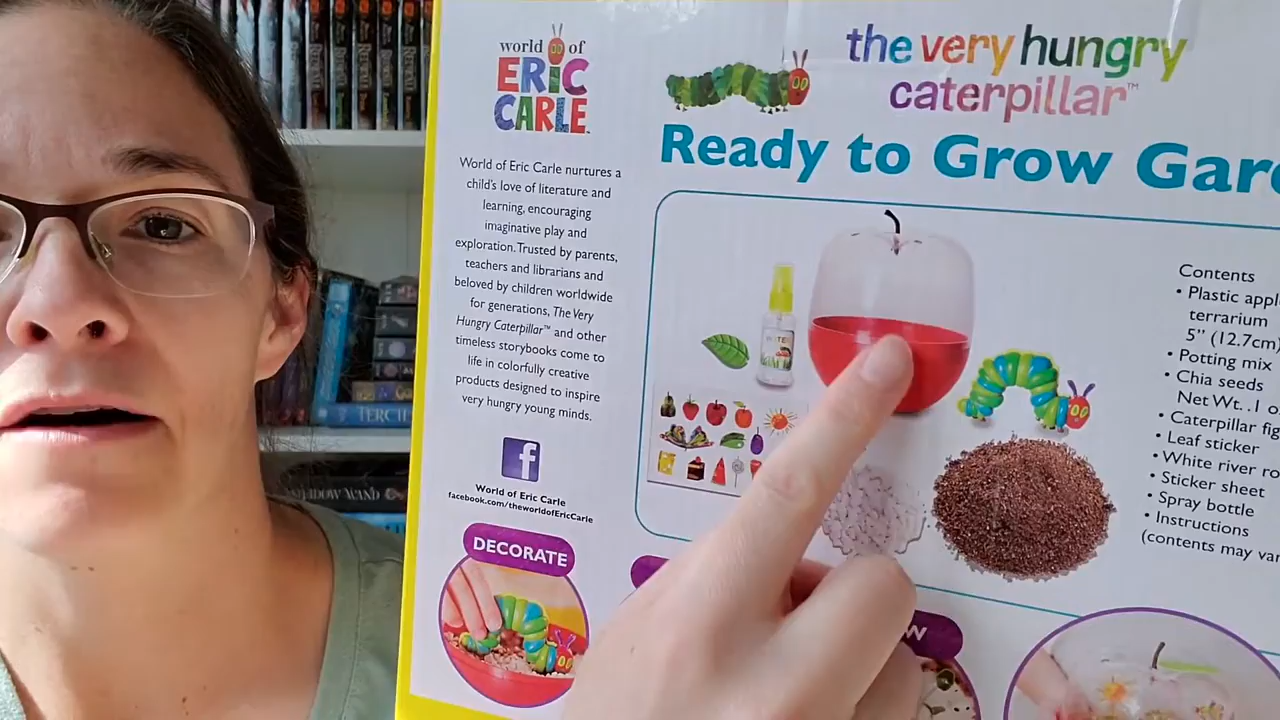 world of
ERIC
CARLE
World of Eric Carle nurtures a
child's love of literature and
learning, encouraging
imaginative play and
exploration. Trusted by parents,
teachers and librarians and
beloved by children worldwide
for generations, The Very
Hungry Caterpillar™ and other
timeless storybooks come to
life in colorfully creative
products designed to inspire
very hungry young minds.
f
World of Eric Carle
facebook.com/theworldofEricCarle
DECORATE
the very hungry
caterpillar™
Ready to Grow Gar
Contents
• Plastic appl
terrarium
5" (12.7cm)
• Potting mix
• Chia seeds
Net Wt. .1 o
• Caterpillar fig
• Leaf sticker
• White river ro
• Sticker sheet
• Spray bottle
• Instructions
(contents may var
W